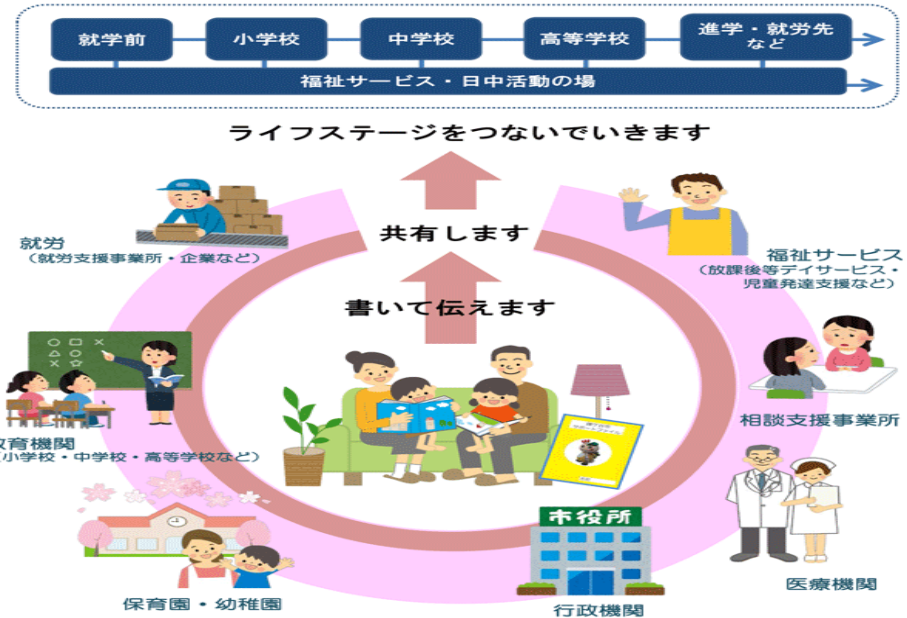 就学前
小学校
中学校
高等学校
進学・就労先
など
福祉サービス・日中活動の場
ライフステージをつないでいきます
共有します
書いて伝えます
就労
（就労支援事業所・企業など）
福祉サービス
（放課後等デイサービス・
児童発達支援など）
教育機関
（小学校・中学校・高等学校など）
相談支援事業所
保育園・幼稚園
市役所
行政機関
医療機関